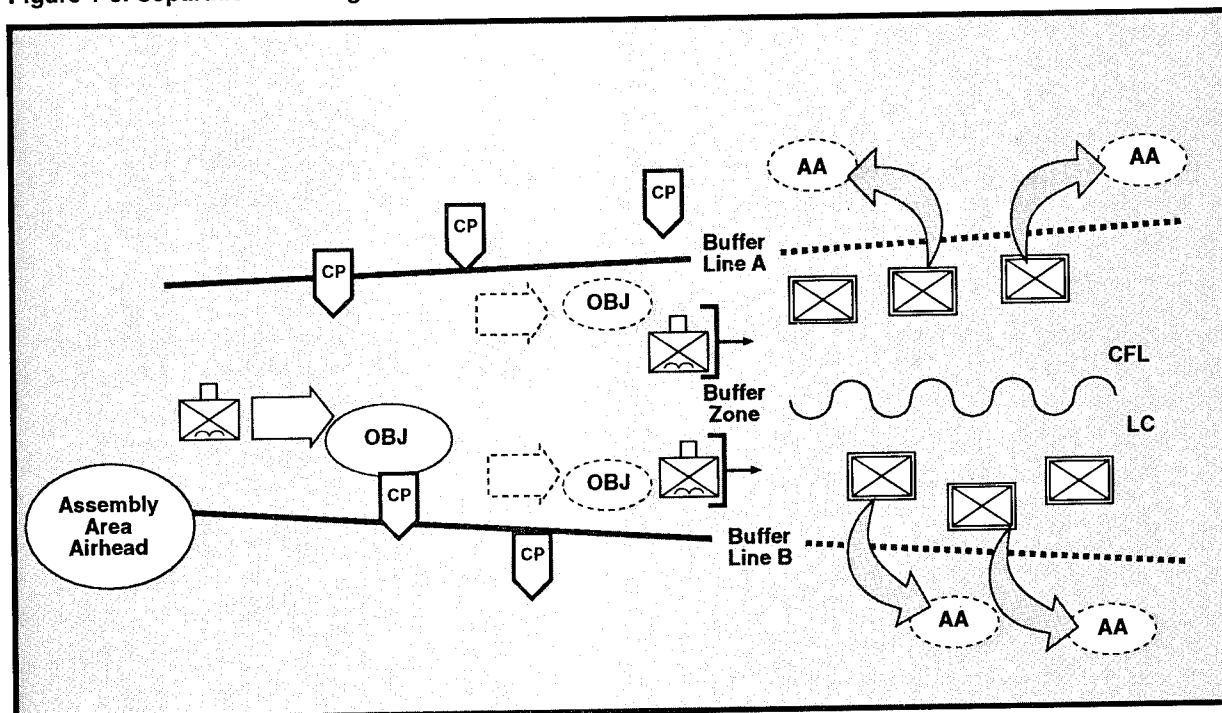 AA
AA
CP
CP
CP
Buffer
Line A
OBJ
CFL
Buffer
Zone
LC
OBJ
OBJ
CP
Assembly
Area
Airhead
CP
Buffer
Line B
AA
AA